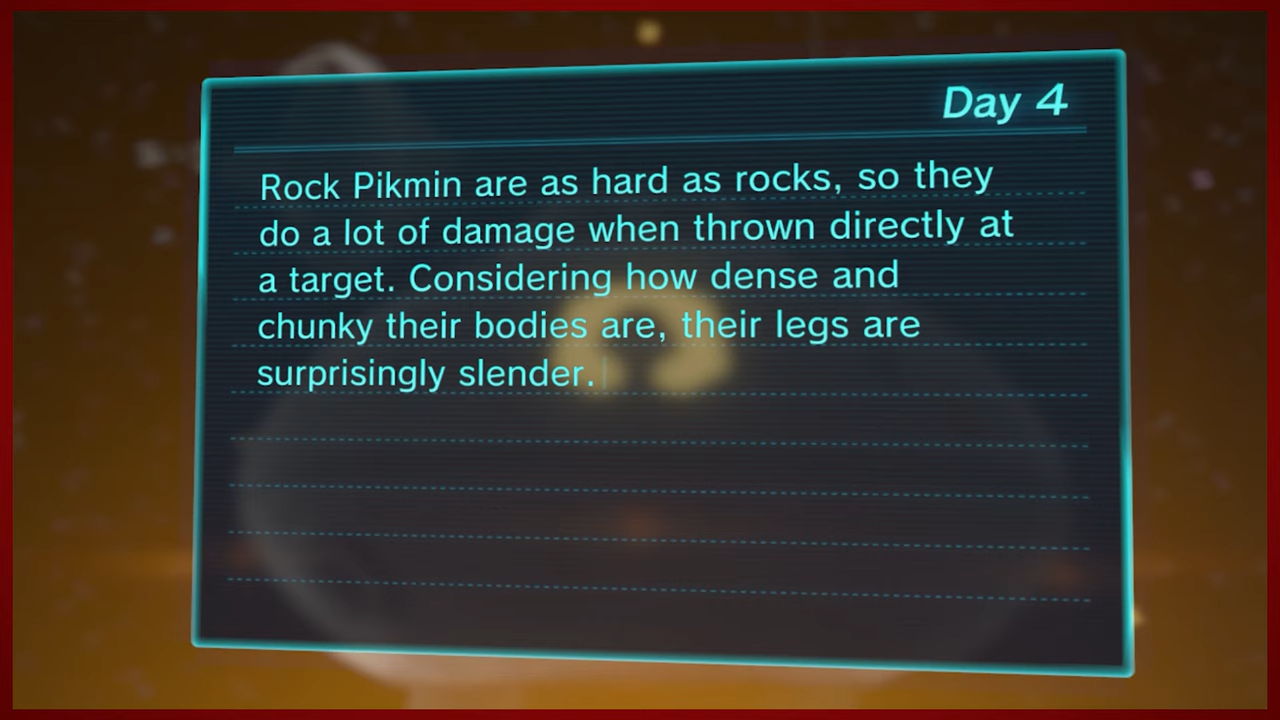 Day 4
Rock Pikmin are as hard as rocks, so they
do a lot of damage when thrown directly at
a target. Considering how dense and
chunky their bodies are, their legs are
surprisingly slender.